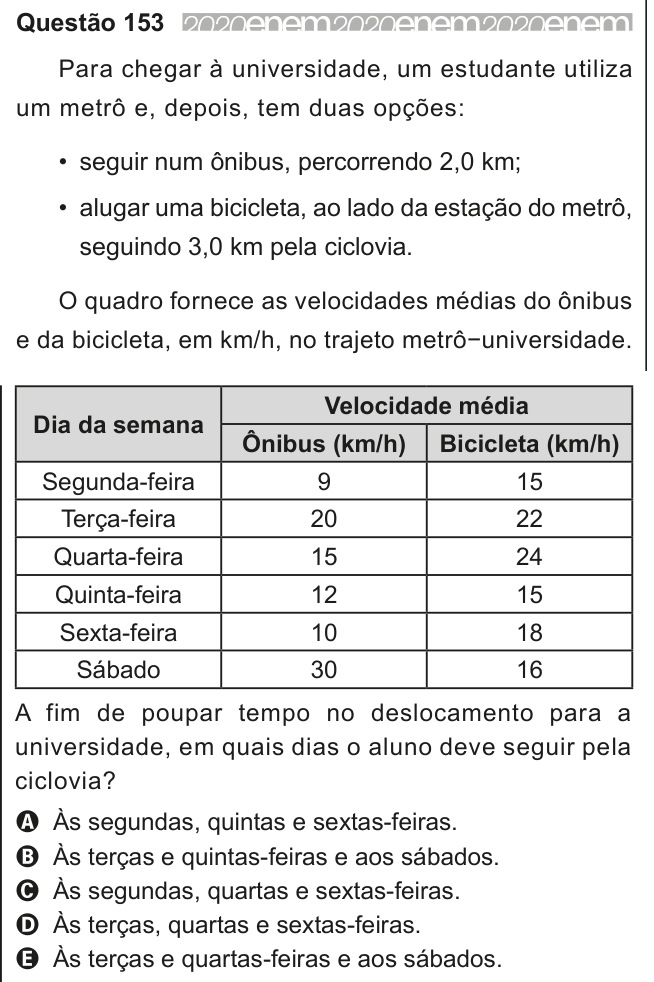 Questão 153 2020enem2020enem2020enem
Para chegar à universidade, um estudante utiliza
um metrô e, depois, tem duas opções:
• seguir num ônibus, percorrendo 2,0 km;
• alugar uma bicicleta, ao lado da estação do metrô,
seguindo 3,0 km pela ciclovia.
O quadro fornece as velocidades médias do ônibus
e da bicicleta, em km/h, no trajeto metrô−universidade.
Dia da semana Velocidade média
Ônibus (km/h) Bicicleta (km/h)
Segunda-feira 9 15
Terça-feira 20 22
Quarta-feira 15 24
Quinta-feira 12 15
Sexta-feira 10 18
Sábado 30 16
A fim de poupar tempo no deslocamento para a
universidade, em quais dias o aluno deve seguir pela
ciclovia?
A Às segundas, quintas e sextas-feiras.
B Às terças e quintas-feiras e aos sábados.
C Às segundas, quartas e sextas-feiras.
D Às terças, quartas e sextas-feiras.
E Às terças e quartas-feiras e aos sábados.